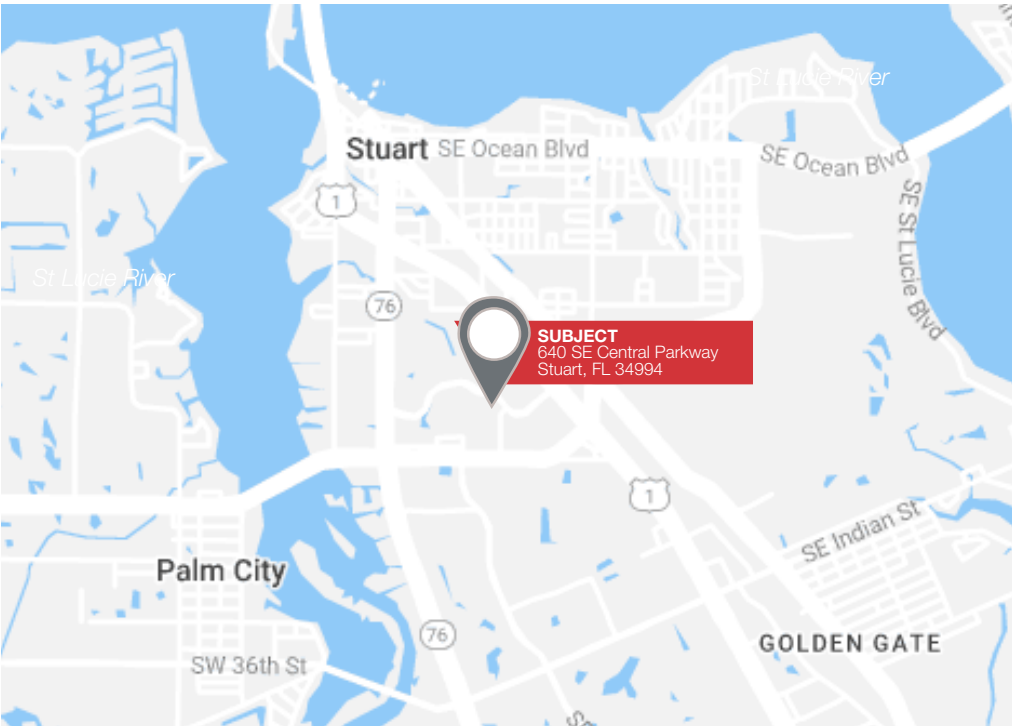 St Lucie River
Stuart
SE Ocean Blvd
SE Ocean Blvd
1
SE St Lucie Blvd
St Lucie River
76
SUBJECT
640 SE Central Parkway
Stuart, FL 34994
1
SE Indian St
Palm City
76
GOLDEN GATE
SW 36th St